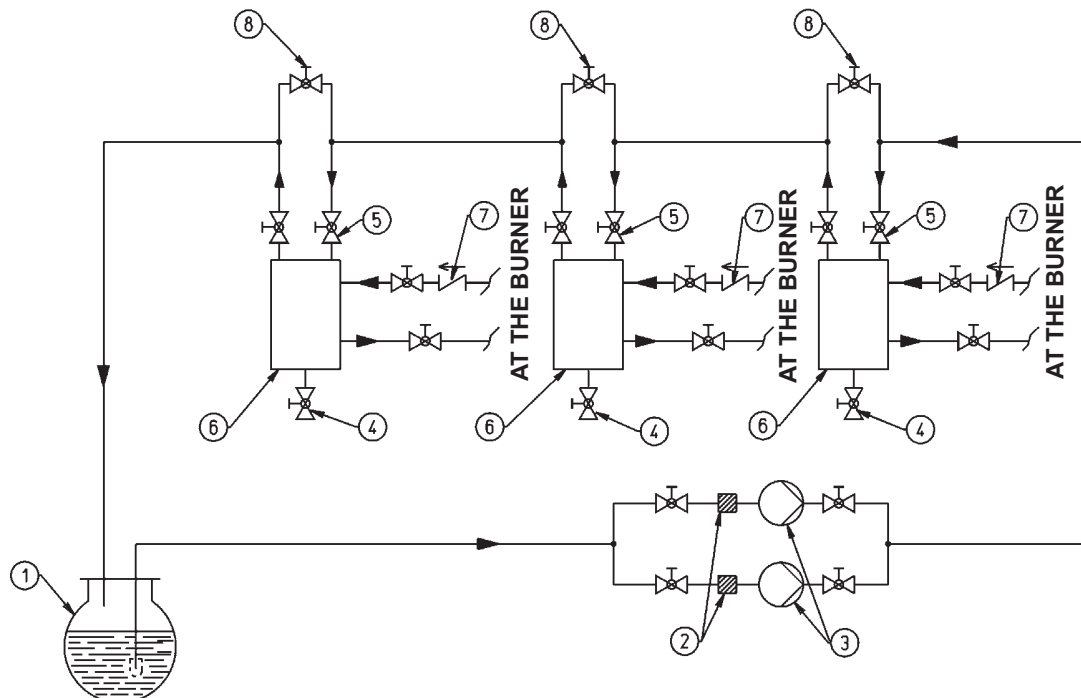 8 8 8
5 7 5 7 5
7
AT THE BURNER
AT THE BURNER
AT THE BURNER
6 4 6 4 6 4
1
2 3